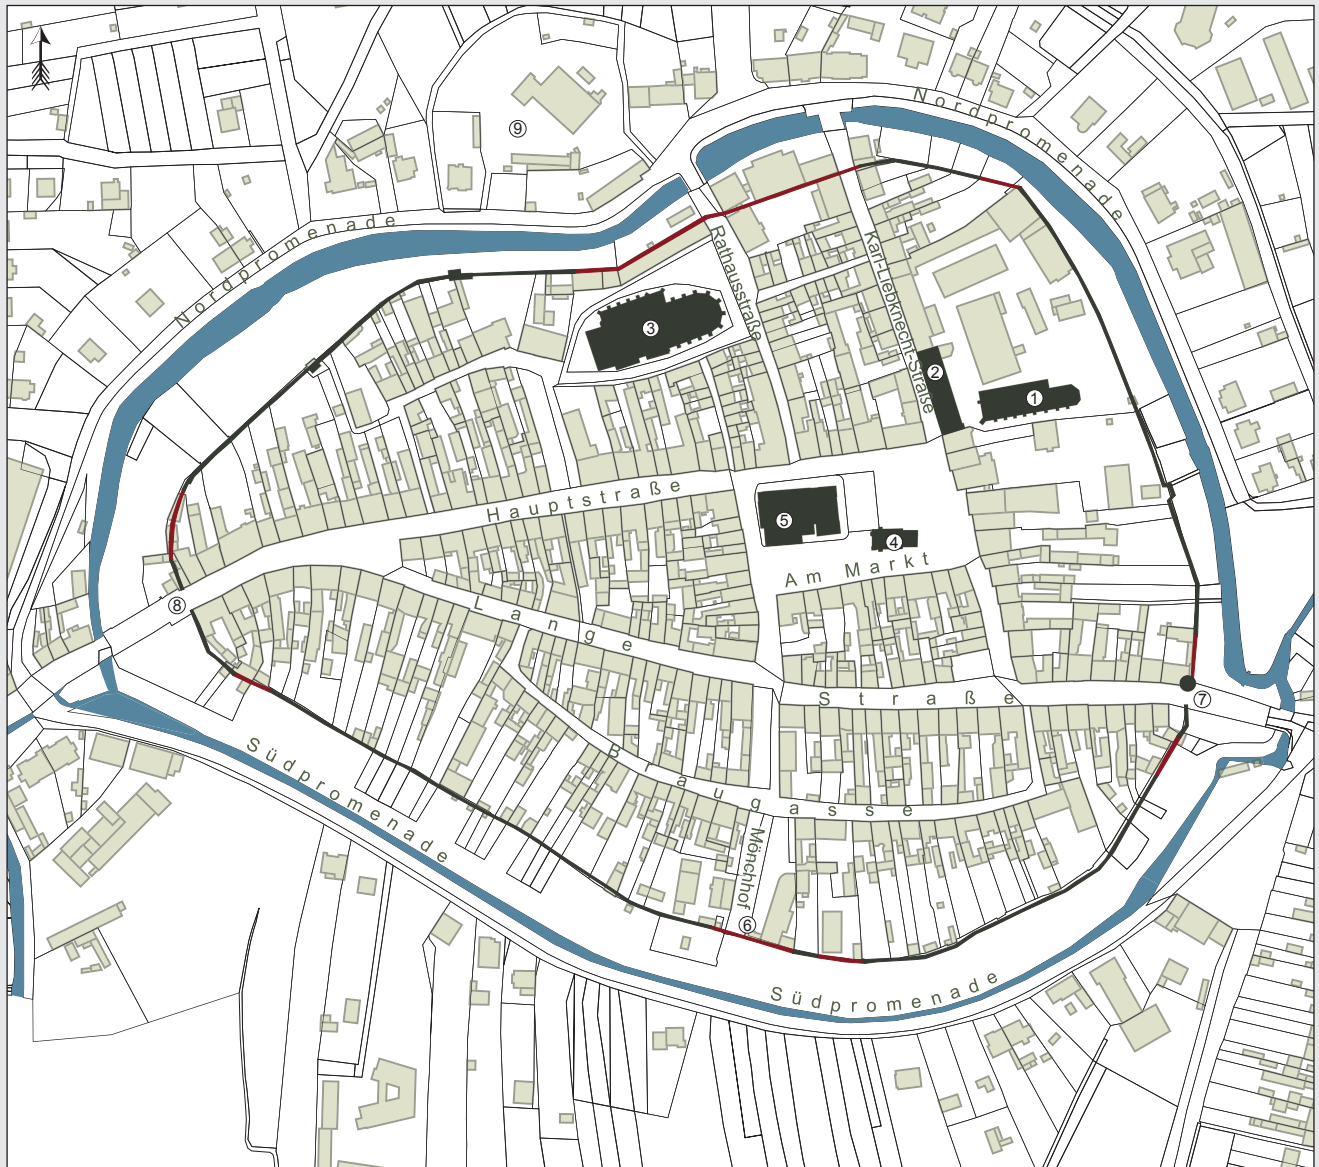 Nordpromenade
9
Nordpromenade
Rathausstraße
Karl-Liebknecht-Straße
3
2
1
Hauptstraße
5
4
Am Markt
8
Lange
Straße
7
Südpromenade
Braugasse
Mönchhof
6
Südpromenade